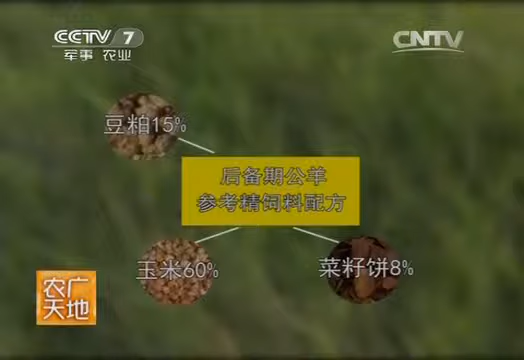 CCTV 7
军事 农业
CNTV
豆粕15%
后备期公羊
参考精饲料配方
玉米60%
菜籽饼8%
农广
天地